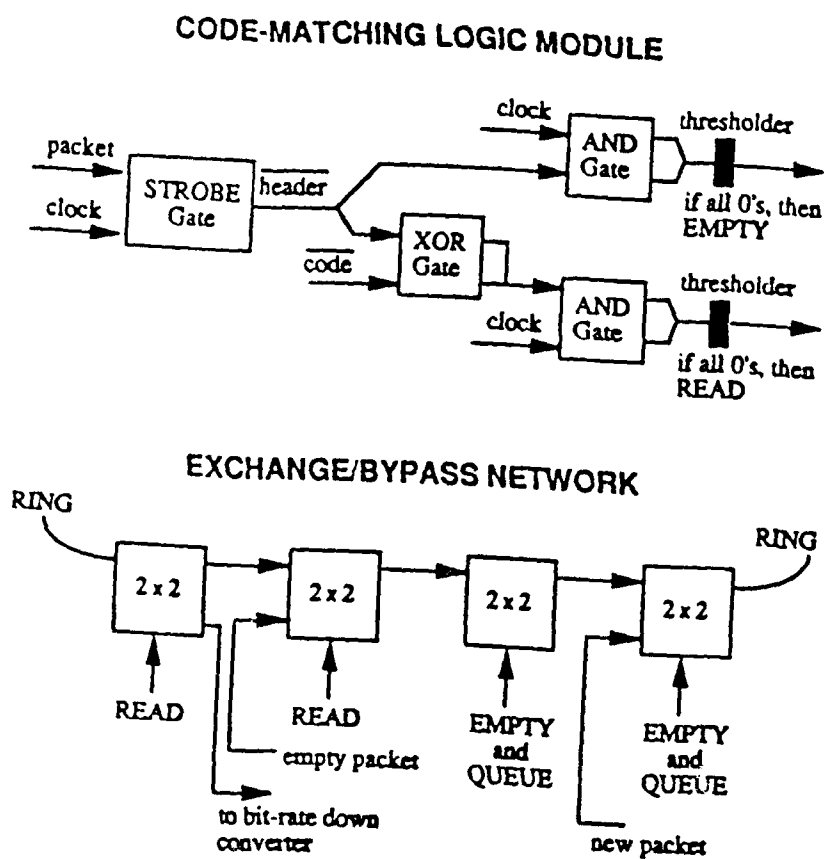 CODE-MATCHING LOGIC MODULE
clock
thresholder
packet
AND
Gate
STROBE
Gate
header
clock
if all 0's, then
EMPTY
XOR
Gate
code
thresholder
clock
AND
Gate
if all 0's, then
READ
EXCHANGE/BYPASS NETWORK
RING
RING
2 x 2
2 x 2
2 x 2
2 x 2
READ
READ
EMPTY
and
QUEUE
EMPTY
and
QUEUE
empty packet
to bit-rate down
converter
new packet